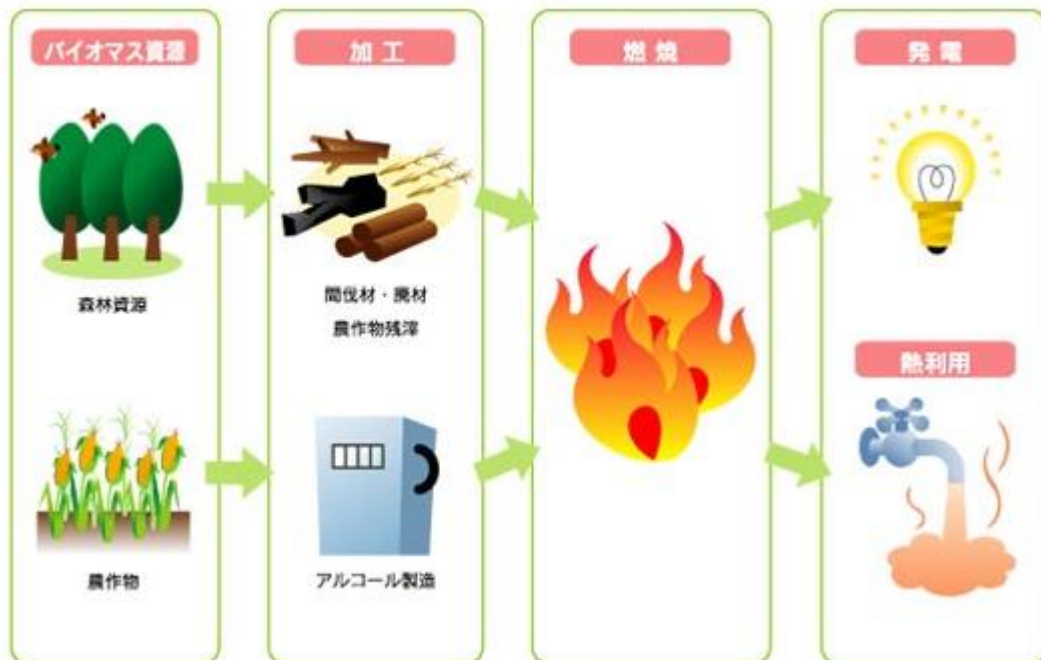 バイオマス資源
森林資源
農作物
加工
間伐材・廃材
農作物残滓
アルコール製造
燃焼
発電
熱利用